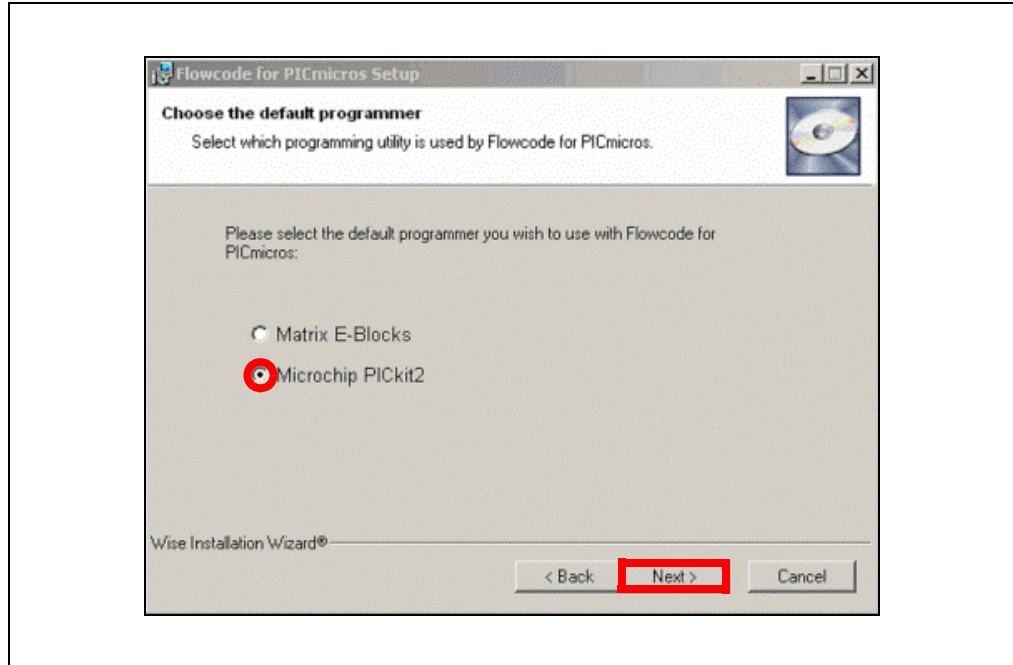 Flowcode for PICmicros Setup
Choose the default programmer
Select which programming utility is used by Flowcode for PICmicros.
Please select the default programmer you wish to use with Flowcode for
PICmicros:
Matrix E-Blocks
Microchip PICkit2
Wise Installation Wizard®
< Back Next > Cancel